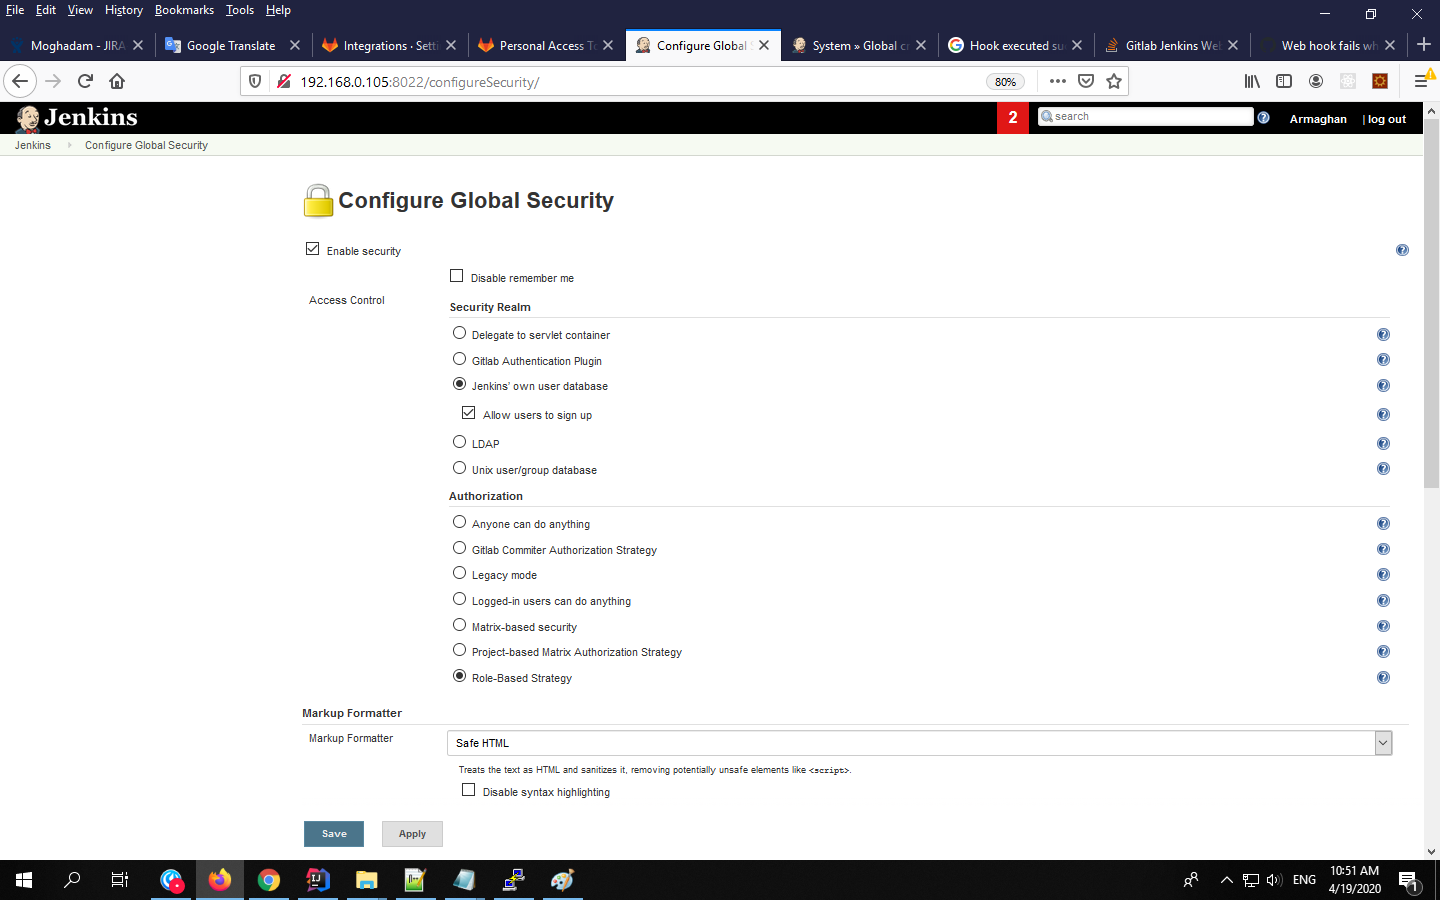 File Edit View History Bookmarks Tools Help
Moghadam - JIRA
Google Translate
Integrations · Setti
Personal Access To
Configure Global S
System » Global cr
Hook executed suc
Gitlab Jenkins Web
Web hook fails wh
192.168.0.105:8022/configureSecurity/
80%
Jenkins
2
search
Armaghan
| log out
Jenkins
Configure Global Security
Configure Global Security
Enable security
Disable remember me
Access Control
Security Realm
Delegate to servlet container
Gitlab Authentication Plugin
Jenkins' own user database
Allow users to sign up
LDAP
Unix user/group database
Authorization
Anyone can do anything
Gitlab Commiter Authorization Strategy
Legacy mode
Logged-in users can do anything
Matrix-based security
Project-based Matrix Authorization Strategy
Role-Based Strategy
Markup Formatter
Markup Formatter
Safe HTML
Treats the text as HTML and sanitizes it, removing potentially unsafe elements like <script>.
Disable syntax highlighting
Save
Apply
ENG
10:51 AM
4/19/2020
1